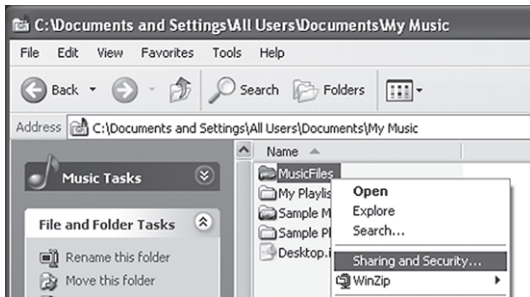 C:\Documents and Settings\All Users\Documents\My Music
File Edit View Favorites Tools Help
Back Search Folders
Address C:\Documents and Settings\All Users\Documents\My Music
Music Tasks
File and Folder Tasks
Rename this folder
Move this folder
Name
MusicFiles
My Playlis
Sample M
Sample Pl
Desktop.i
Open
Explore
Search...
Sharing and Security...
WinZip